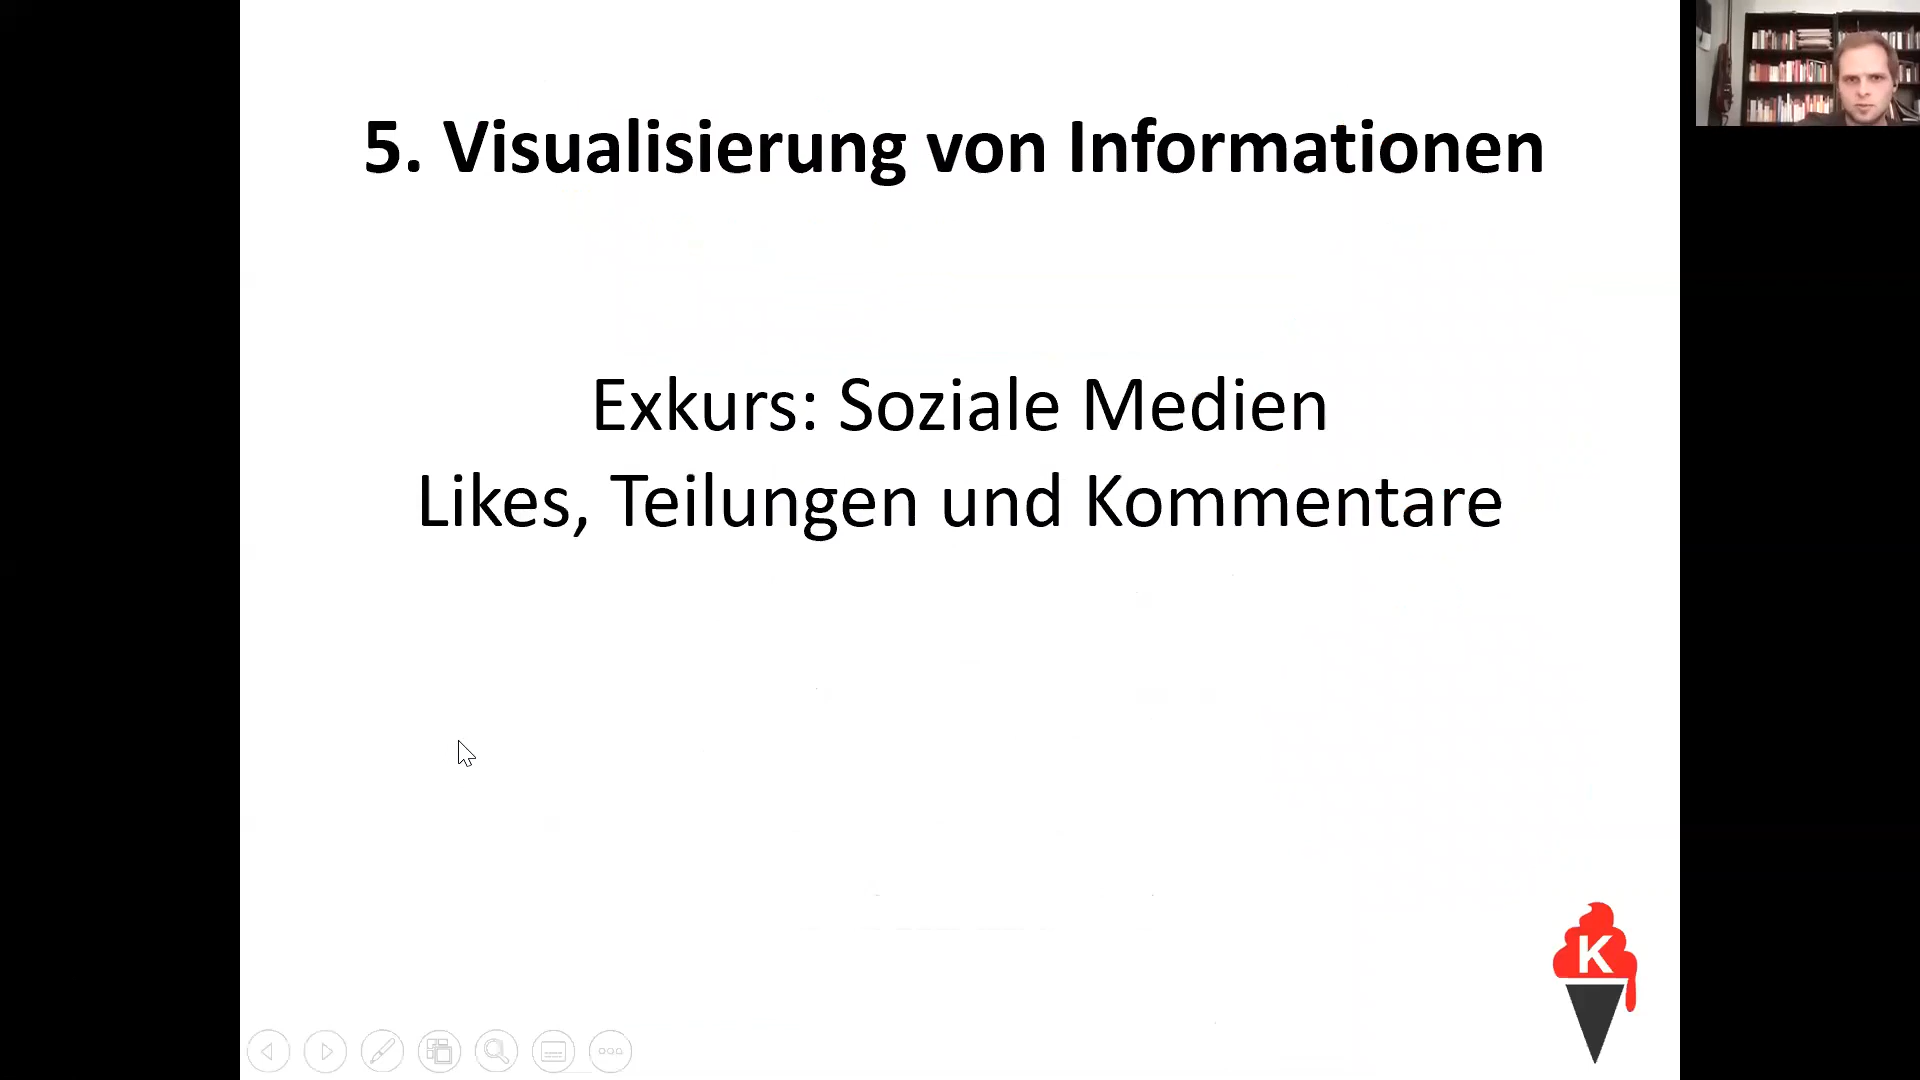 5. Visualisierung von Informationen
Exkurs: Soziale Medien
Likes, Teilungen und Kommentare
K